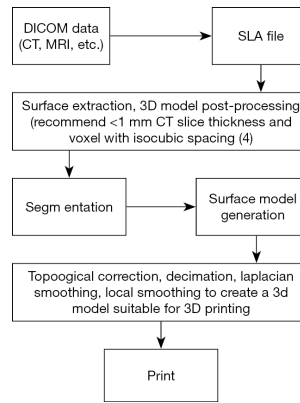 DICOM data
(CT, MRI, etc.)
SLA file
Surface extraction, 3D model post-processing
(recommend <1 mm CT slice thickness and
voxel with isocubic spacing (4)
Segm entation
Surface model
generation
Topoogical correction, decimation, laplacian
smoothing, local smoothing to create a 3d
model suitable for 3D printing
Print